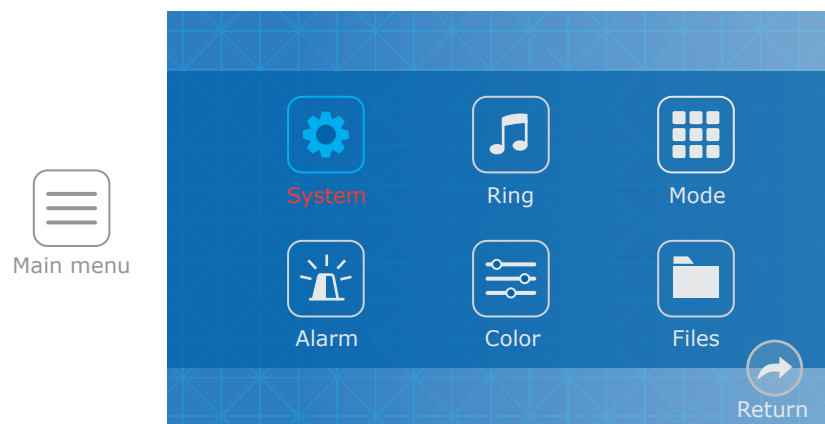 System
Ring
Mode
Main menu
Alarm
Color
Files
Return